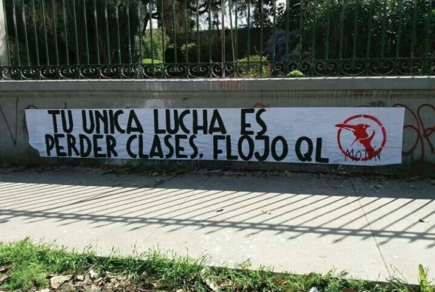 TU UNICA LUCHA ES
PERDER CLASES. FLOJO QL
MOTIN